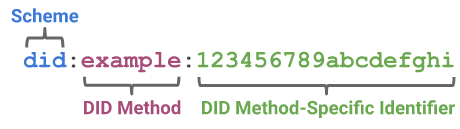 Scheme
did:example:123456789abcdefghi
DID Method DID Method-Specific Identifier